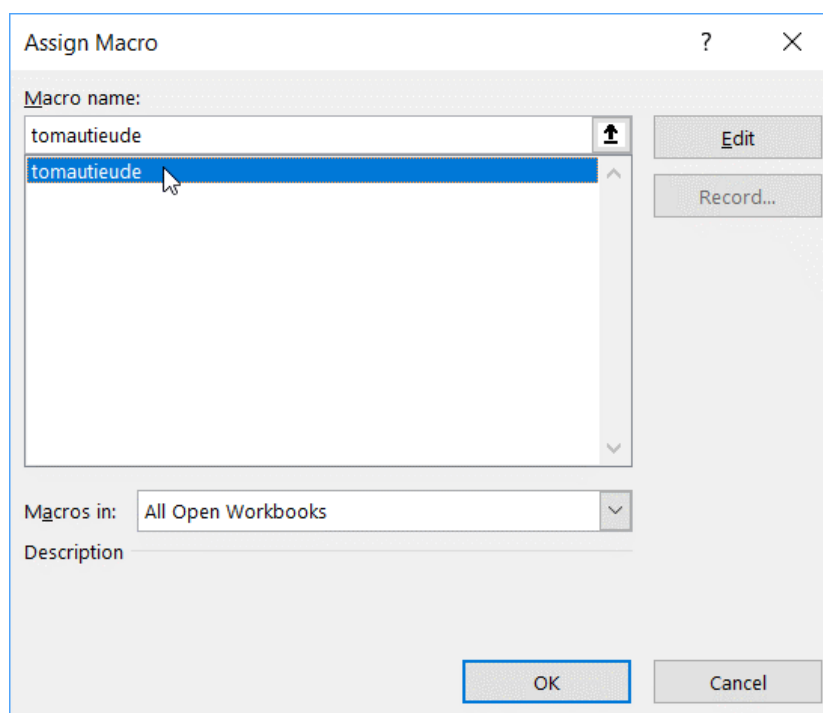 Assign Macro ?
Macro name:
tomautieude
Edit
tomautieude
Record...
Macros in: All Open Workbooks
Description
OK Cancel